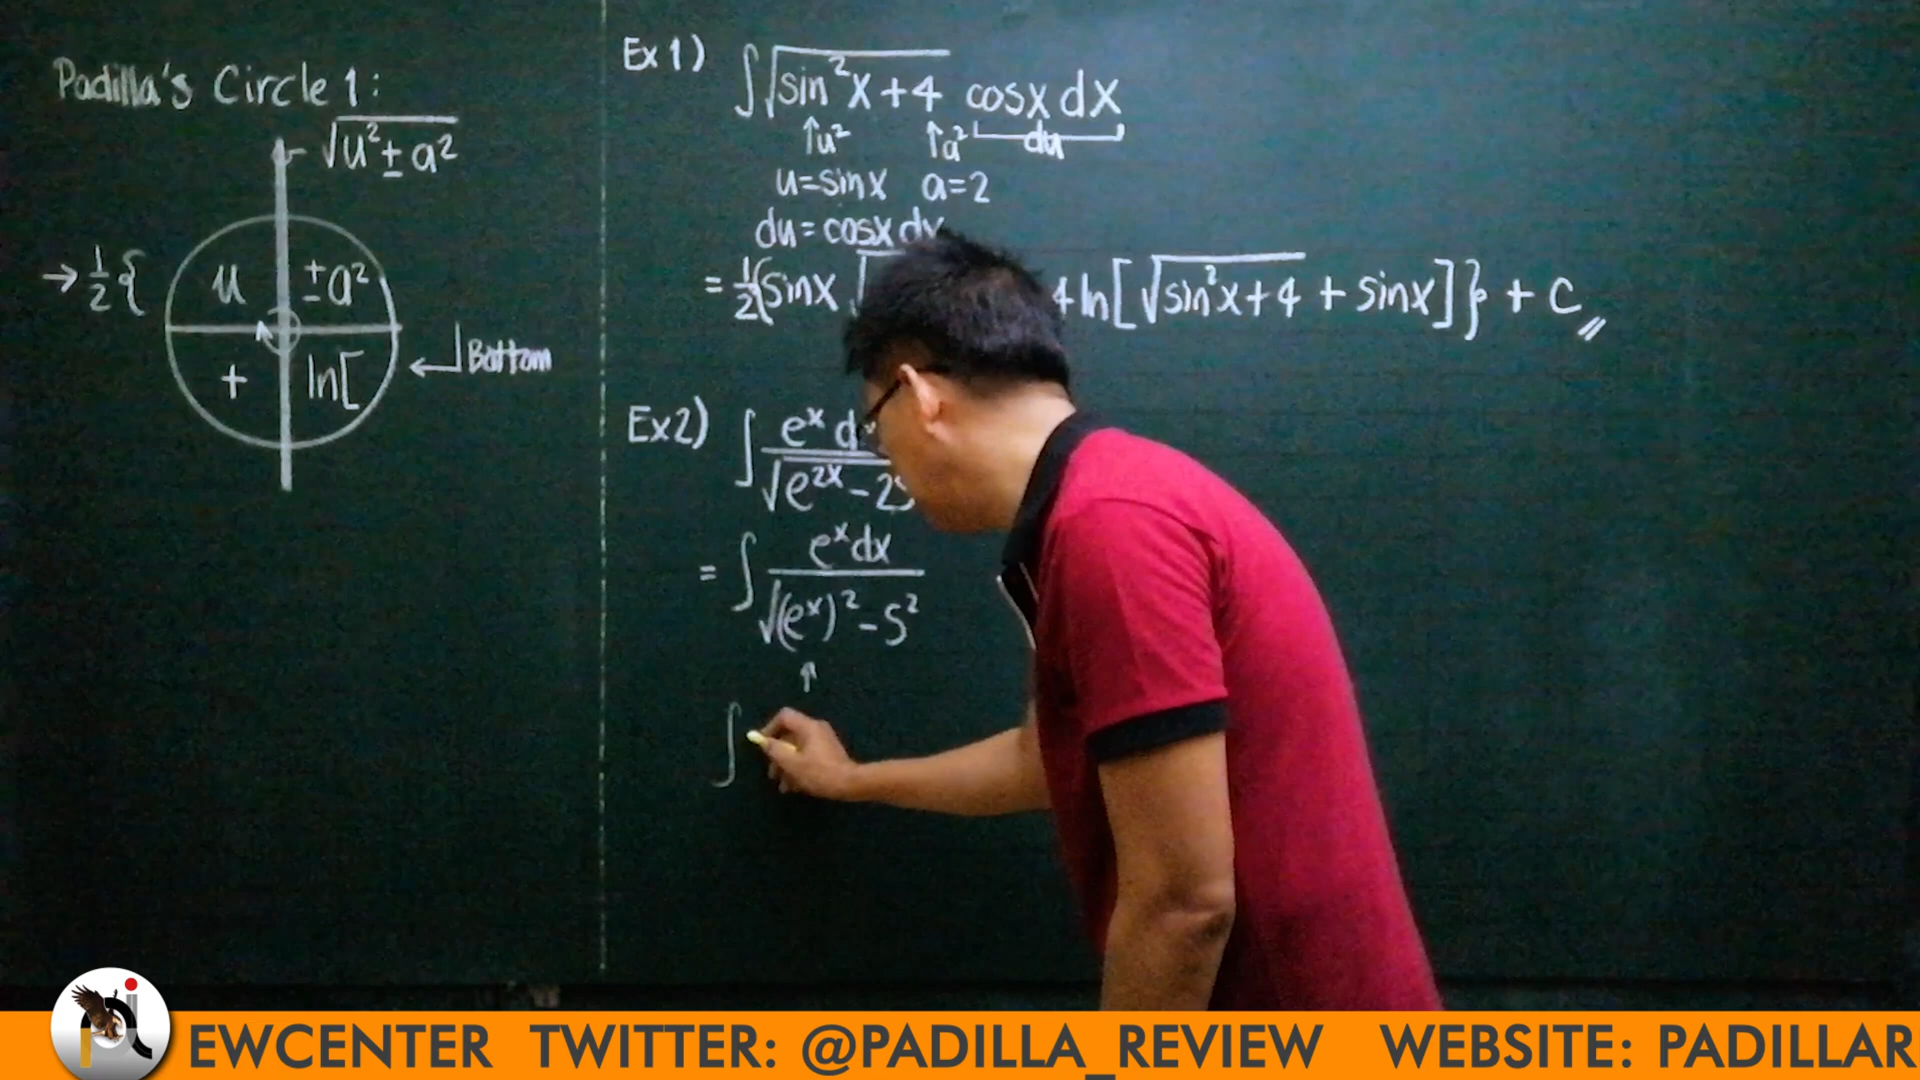 Padilla's Circle 1:
√u²±a²
→ ½{
u
±a²
+
ln[
Bottom
Ex 1) ∫√sin²x+4 cosx dx
↑u² ↑a² du
u=sinx a=2
du=cosx dx
= ½{sinx √ 4ln[√sin²x+4 + sinx]} + C
Ex2) ∫ eˣ d
√e²ˣ-25
= ∫ eˣdx
√(eˣ)²-5²
↑
∫
EWCENTER TWITTER: @PADILLA_REVIEW WEBSITE: PADILLAR